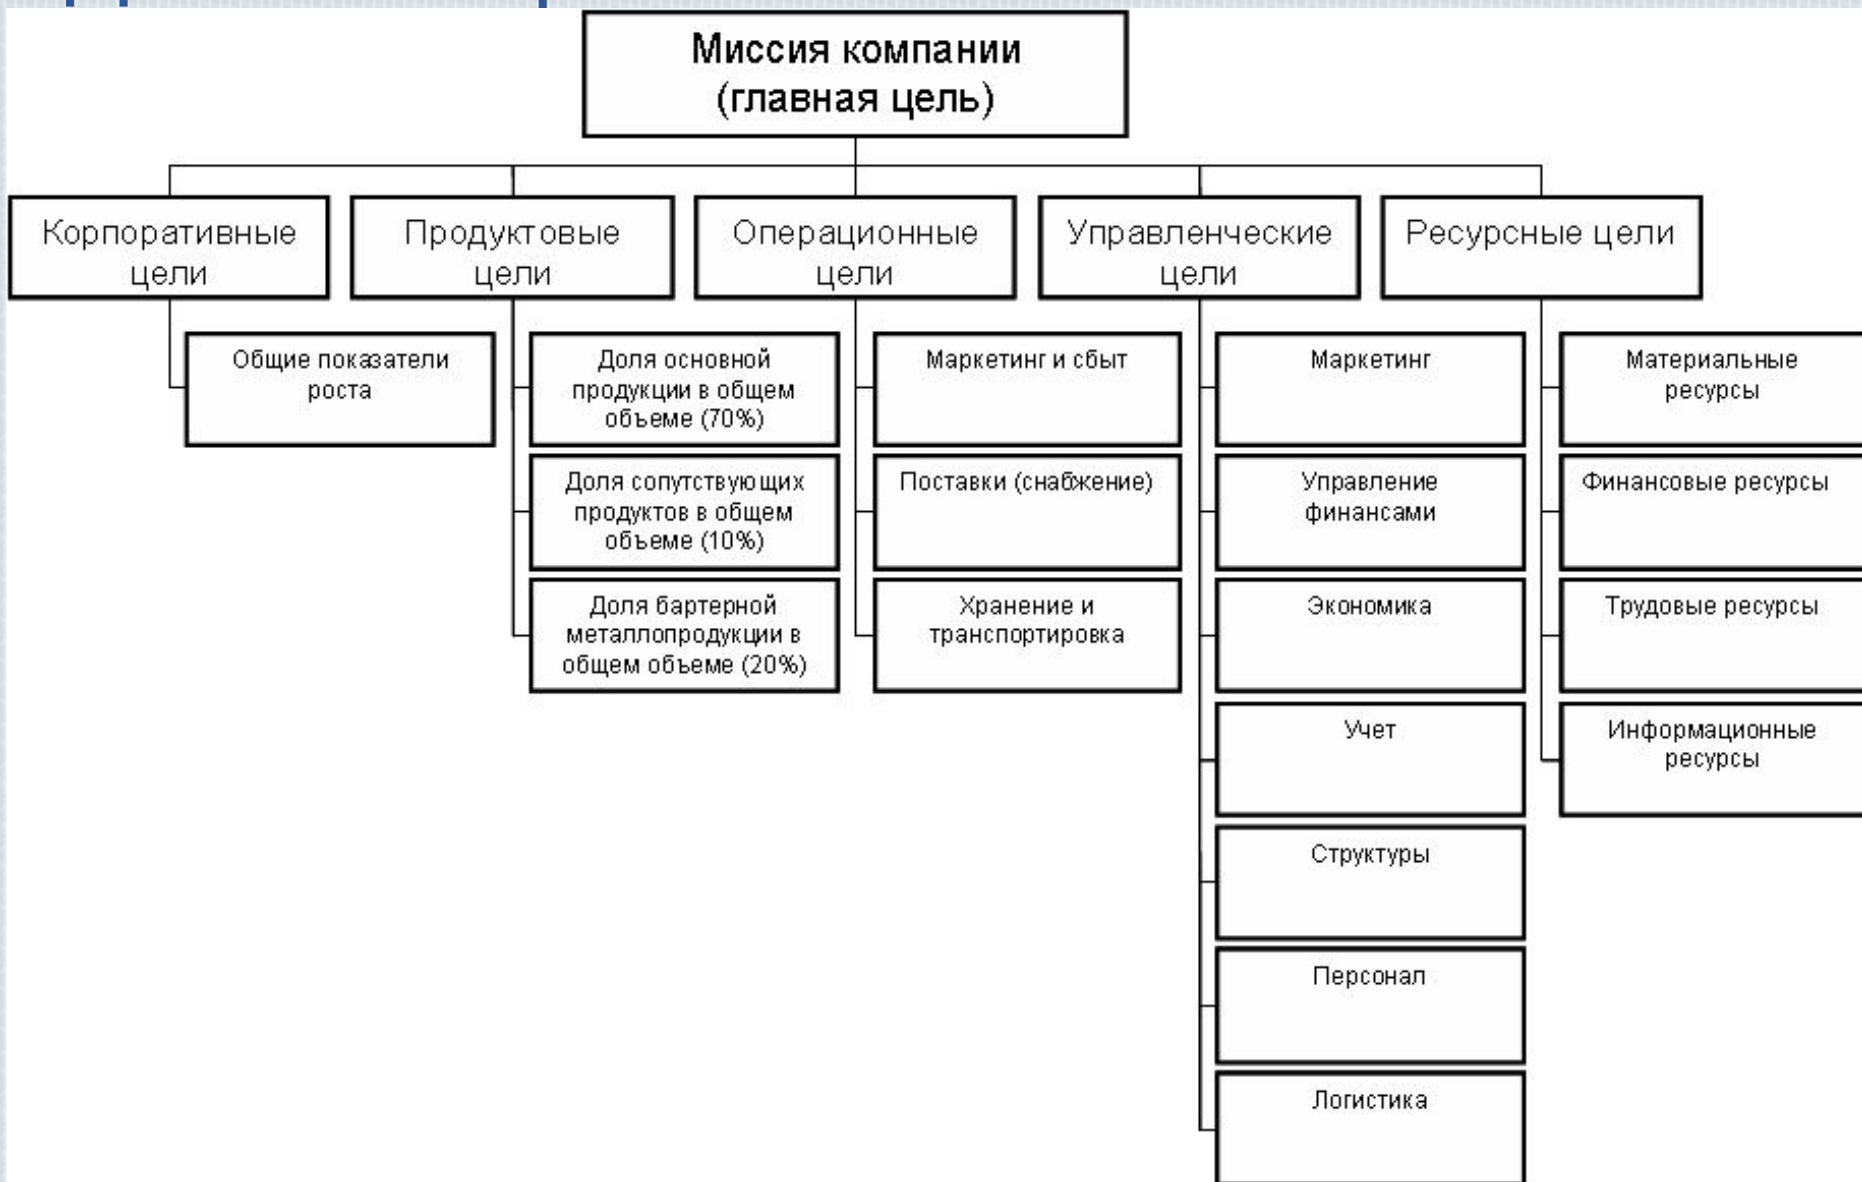 Миссия компании
(главная цель)
Корпоративные
цели
Общие показатели
роста
Продуктовые
цели
Доля основной
продукции в общем
объеме (70%)
Доля сопутствующих
продуктов в общем
объеме (10%)
Доля бартерной
металлопродукции в
общем объеме (20%)
Операционные
цели
Маркетинг и сбыт
Поставки (снабжение)
Хранение и
транспортировка
Управленческие
цели
Маркетинг
Управление
финансами
Экономика
Учет
Структуры
Персонал
Логистика
Ресурсные цели
Материальные
ресурсы
Финансовые ресурсы
Трудовые ресурсы
Информационные
ресурсы